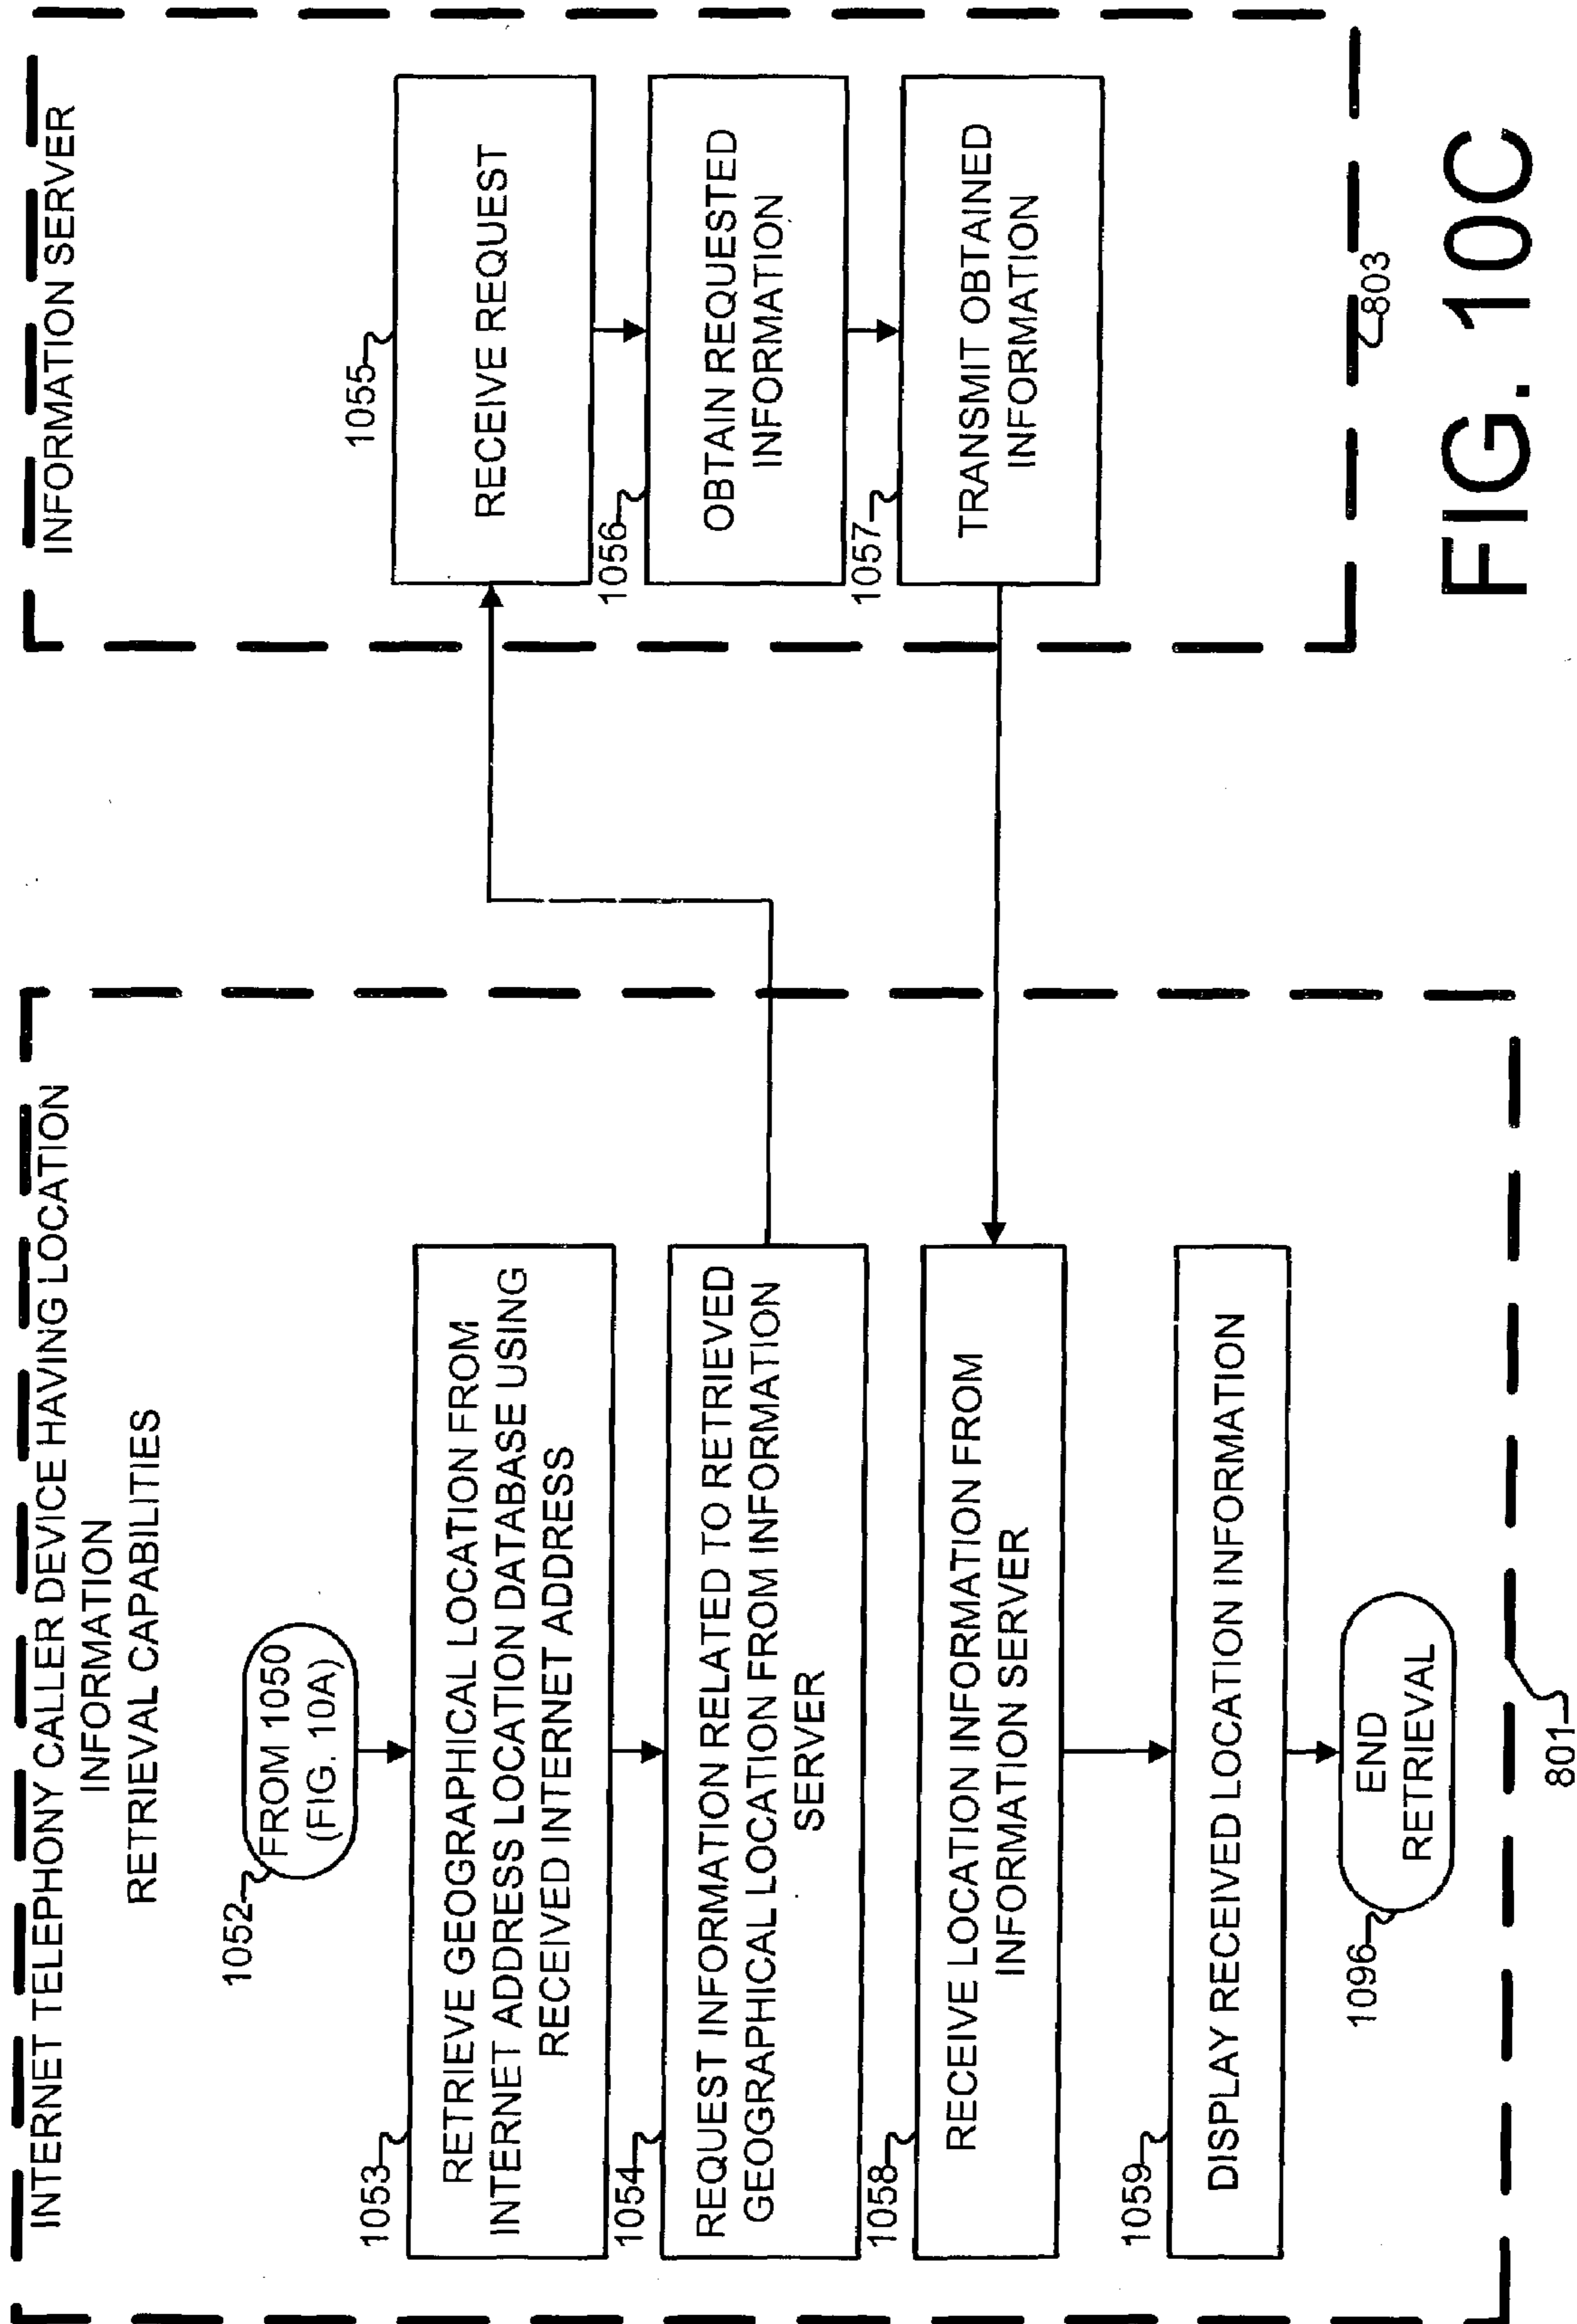 INTERNET TELEPHONY CALLER DEVICE HAVING LOCATION
INFORMATION
RETRIEVAL CAPABILITIES
1052
FROM 1050
(FIG. 10A)
1053
RETRIEVE GEOGRAPHICAL LOCATION FROM
INTERNET ADDRESS LOCATION DATABASE USING
RECEIVED INTERNET ADDRESS
1054
REQUEST INFORMATION RELATED TO RETRIEVED
GEOGRAPHICAL LOCATION FROM INFORMATION
SERVER
1058
RECEIVE LOCATION INFORMATION FROM
INFORMATION SERVER
1059
DISPLAY RECEIVED LOCATION INFORMATION
1096
END
RETRIEVAL
801
INFORMATION SERVER
1055
RECEIVE REQUEST
1056
OBTAIN REQUESTED
INFORMATION
1057
TRANSMIT OBTAINED
INFORMATION
803
FIG. 10C